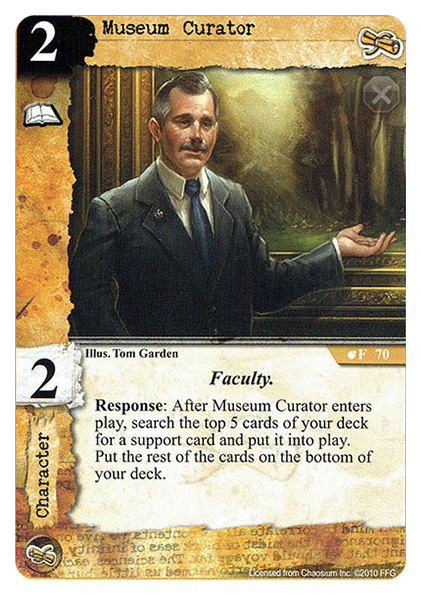 2
Museum Curator
Illus. Tom Garden
F 70
2
Character
Faculty.
Response: After Museum Curator enters
play, search the top 5 cards of your deck
for a support card and put it into play.
Put the rest of the cards on the bottom of
your deck.
Licensed from Chaosium Inc. ©2010 FFG